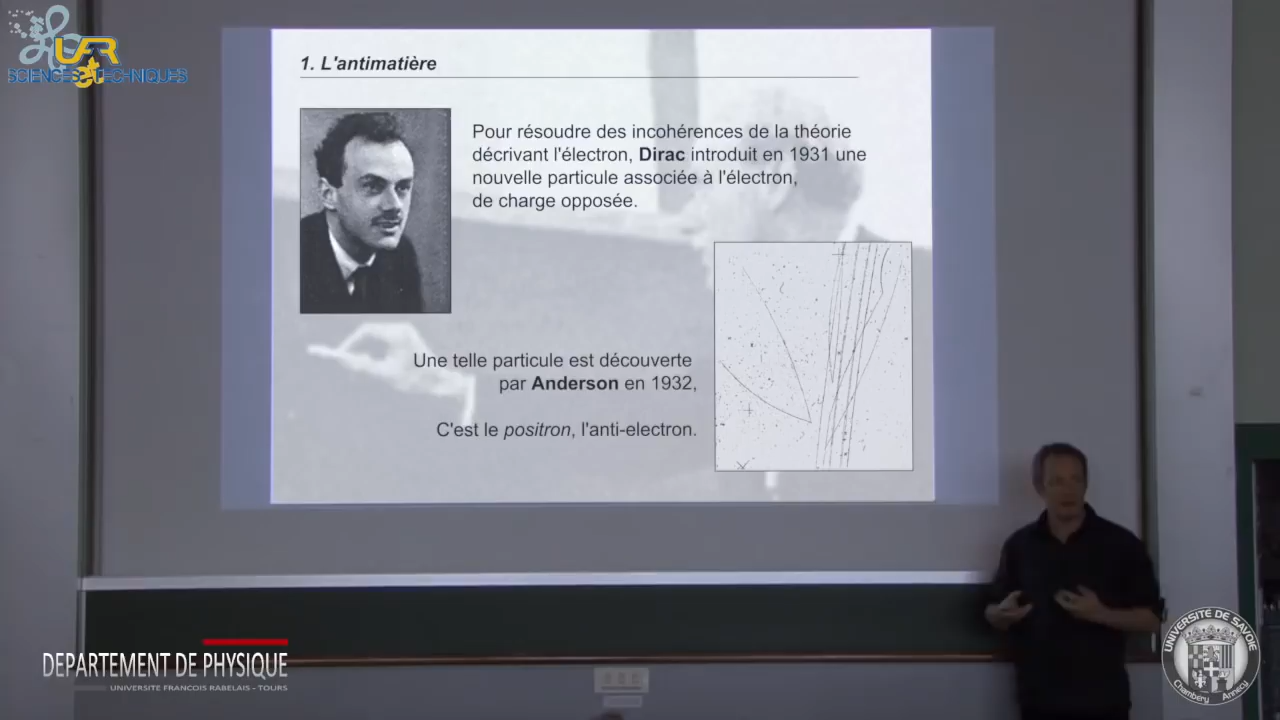 UFR
SCIENCES et TECHNIQUES
1. L'antimatière
Pour résoudre des incohérences de la théorie
décrivant l'électron, Dirac introduit en 1931 une
nouvelle particule associée à l'électron,
de charge opposée.
Une telle particule est découverte
par Anderson en 1932,
C'est le positron, l'anti-electron.
DEPARTEMENT DE PHYSIQUE
UNIVERSITE FRANCOIS RABELAIS - TOURS
UNIVERSITE DE SAVOIE
Chambéry Annecy